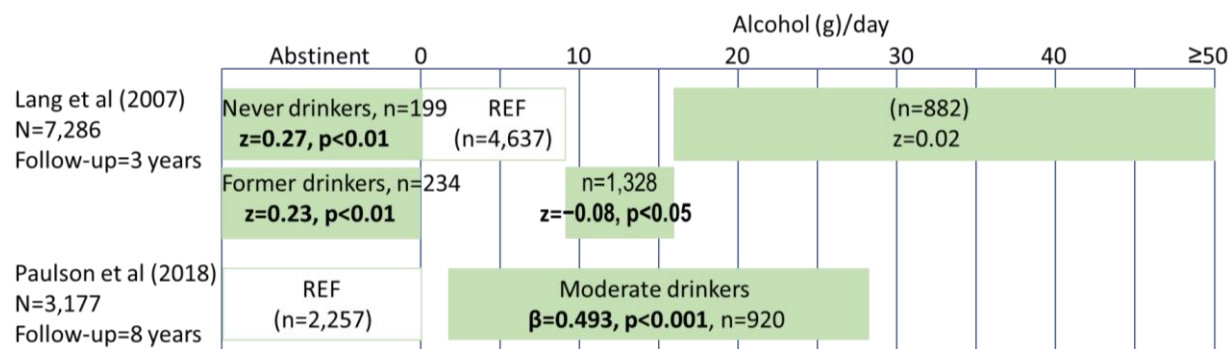 Alcohol (g)/day
Abstinent 0 10 20 30 40 ≥50
Lang et al (2007)
N=7,286
Follow-up=3 years
Never drinkers, n=199
z=0.27, p<0.01
REF
(n=4,637)
(n=882)
z=0.02
Former drinkers, n=234
z=0.23, p<0.01
n=1,328
z=−0.08, p<0.05
Paulson et al (2018)
N=3,177
Follow-up=8 years
REF
(n=2,257)
Moderate drinkers
β=0.493, p<0.001, n=920